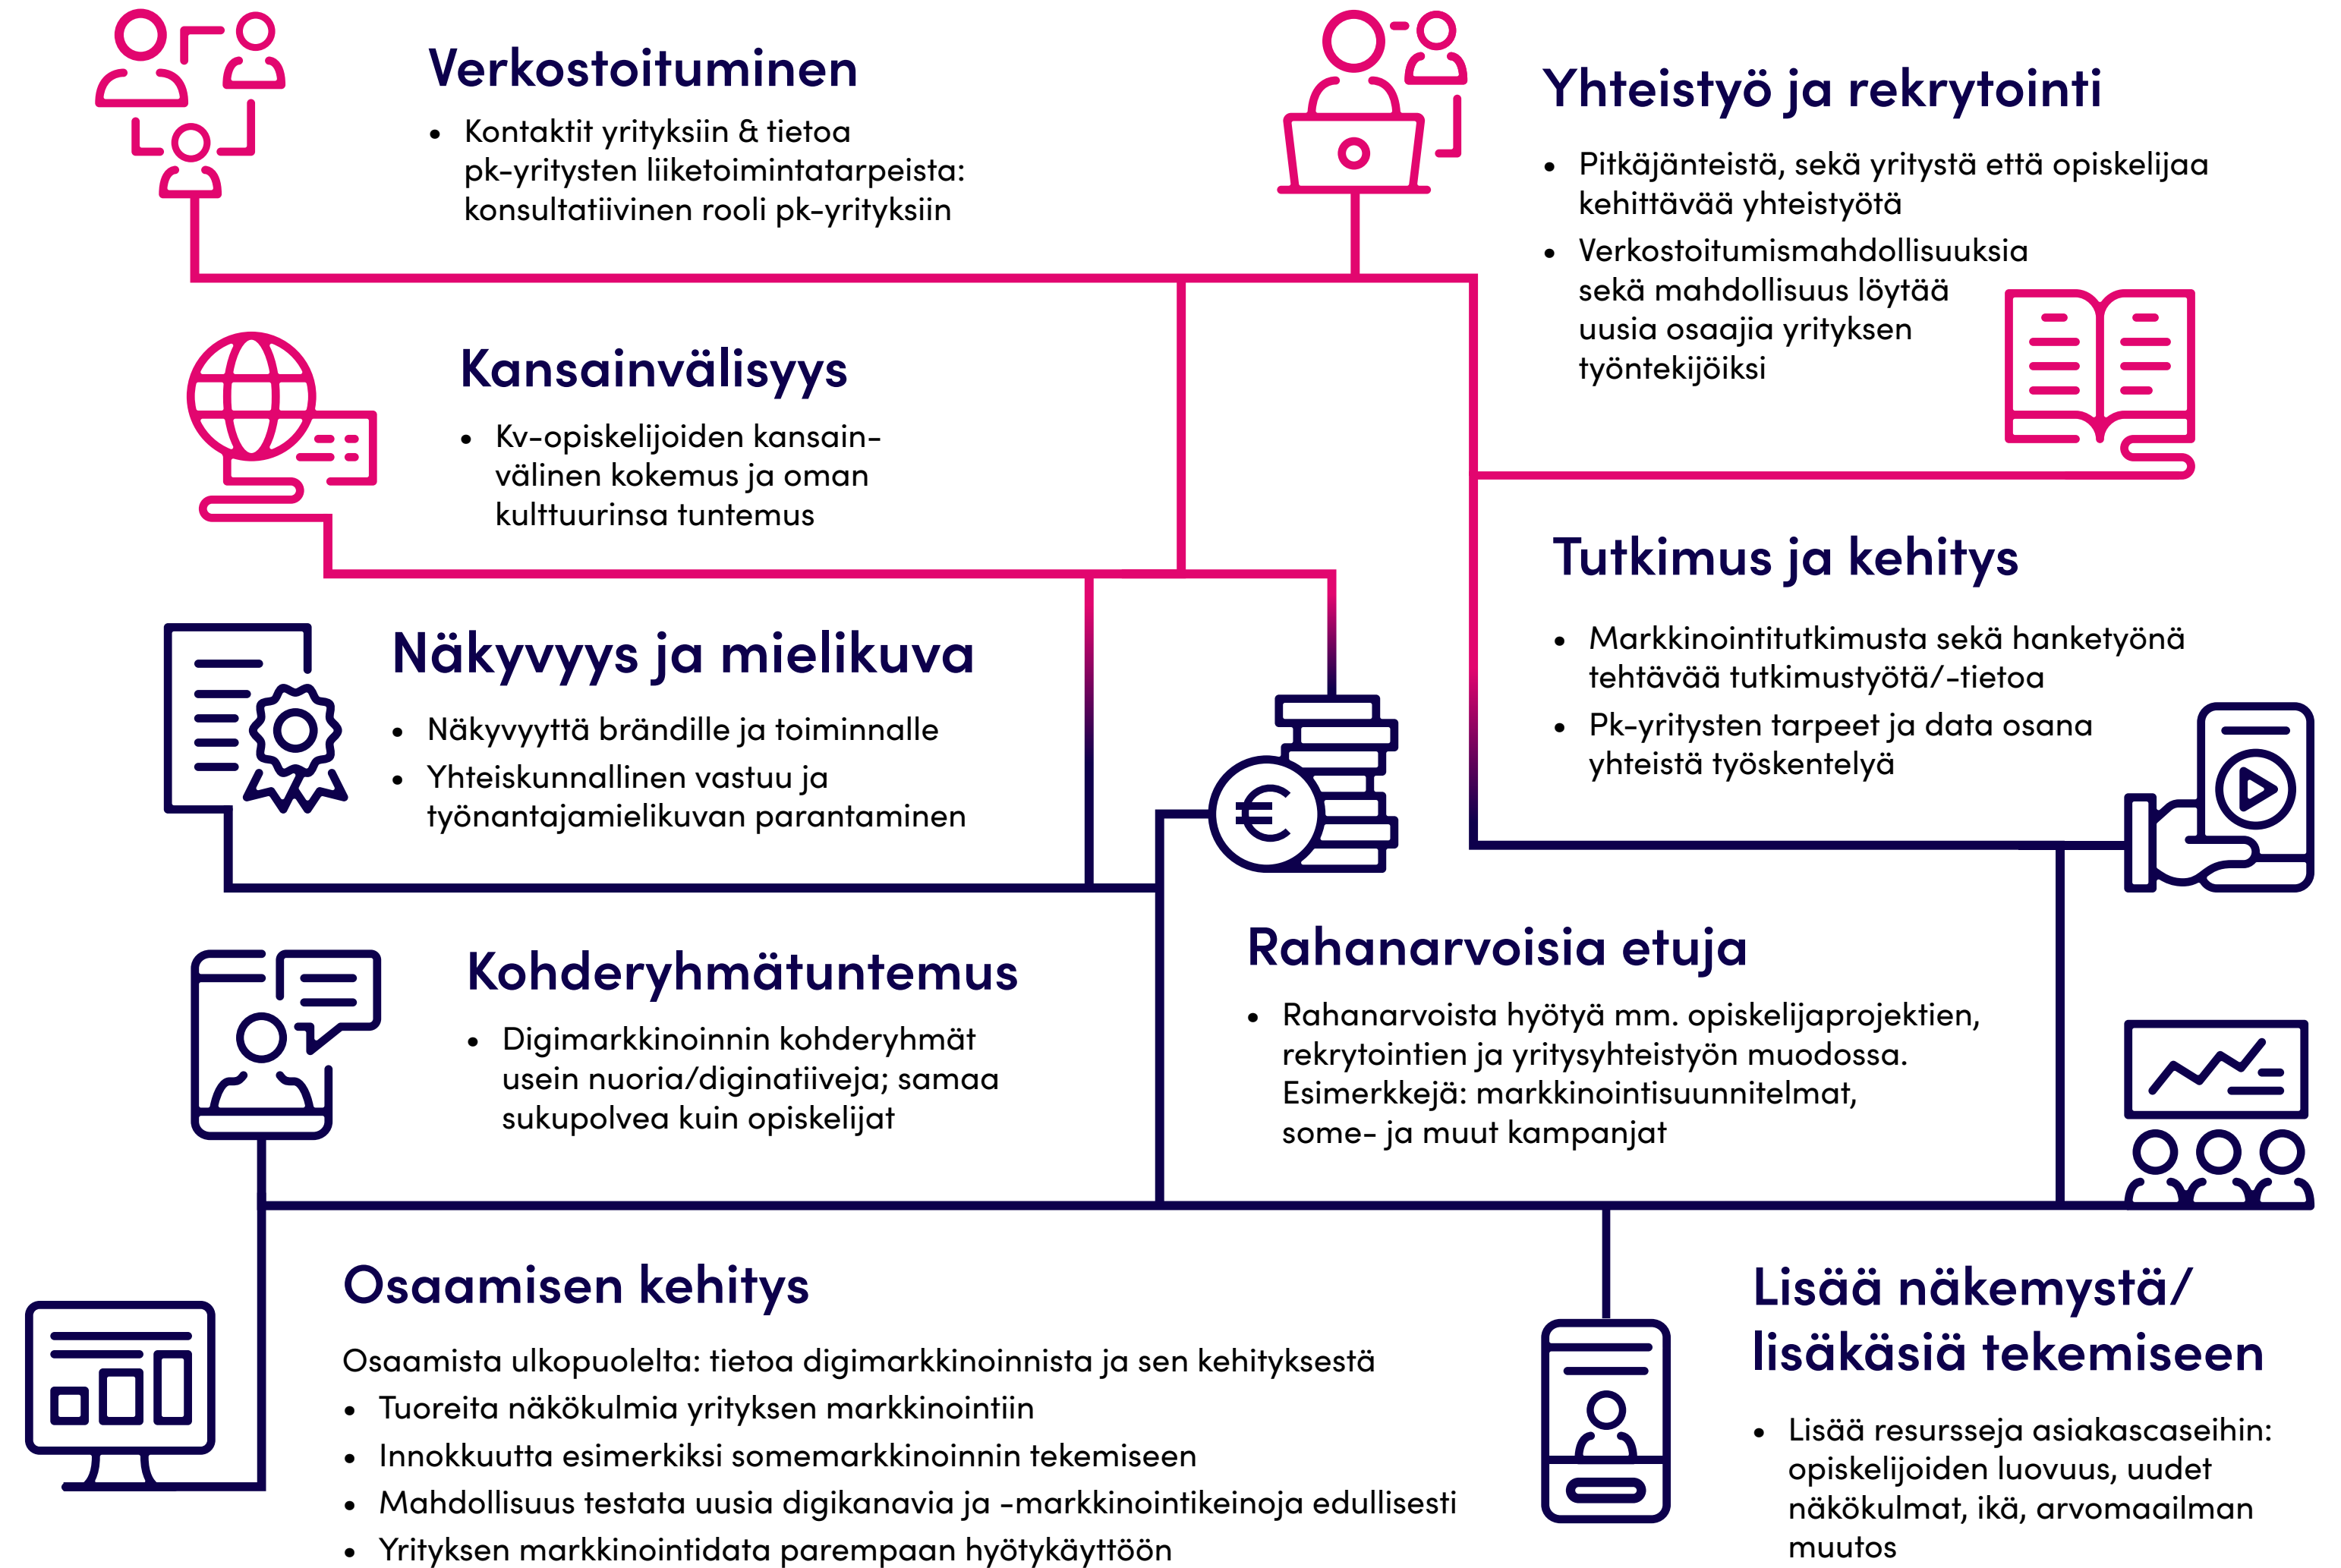 Verkostoituminen
• Kontaktit yrityksiin & tietoa
pk-yritysten liiketoimintatarpeista:
konsultatiivinen rooli pk-yrityksiin
Yhteistyö ja rekrytointi
• Pitkäjänteistä, sekä yritystä että opiskelijaa
kehittävää yhteistyötä
• Verkostoitumismahdollisuuksia
sekä mahdollisuus löytää
uusia osaajia yrityksen
työntekijöiksi
Kansainvälisyys
• Kv-opiskelijoiden kansain-
välinen kokemus ja oman
kulttuurinsa tuntemus
Tutkimus ja kehitys
• Markkinointitutkimusta sekä hanketyönä
tehtävää tutkimustyötä/-tietoa
• Pk-yritysten tarpeet ja data osana
yhteistä työskentelyä
Näkyvyys ja mielikuva
• Näkyvyyttä brändille ja toiminnalle
• Yhteiskunnallinen vastuu ja
työnantajamielikuvan parantaminen
€
Rahanarvoisia etuja
• Rahanarvoista hyötyä mm. opiskelijaprojektien,
rekrytointien ja yritysyhteistyön muodossa.
Esimerkkejä: markkinointisuunnitelmat,
some- ja muut kampanjat
Kohderyhmätuntemus
• Digimarkkinoinnin kohderyhmät
usein nuoria/diginatiiveja; samaa
sukupolvea kuin opiskelijat
Osaamisen kehitys
Osaamista ulkopuolelta: tietoa digimarkkinoinnista ja sen kehityksestä
• Tuoreita näkökulmia yrityksen markkinointiin
• Innokkuutta esimerkiksi somemarkkinoinnin tekemiseen
• Mahdollisuus testata uusia digikanavia ja -markkinointikeinoja edullisesti
• Yrityksen markkinointidata parempaan hyötykäyttöön
Lisää näkemystä/
lisäkäsiä tekemiseen
• Lisää resursseja asiakascaseihin:
opiskelijoiden luovuus, uudet
näkökulmat, ikä, arvomaailman
muutos